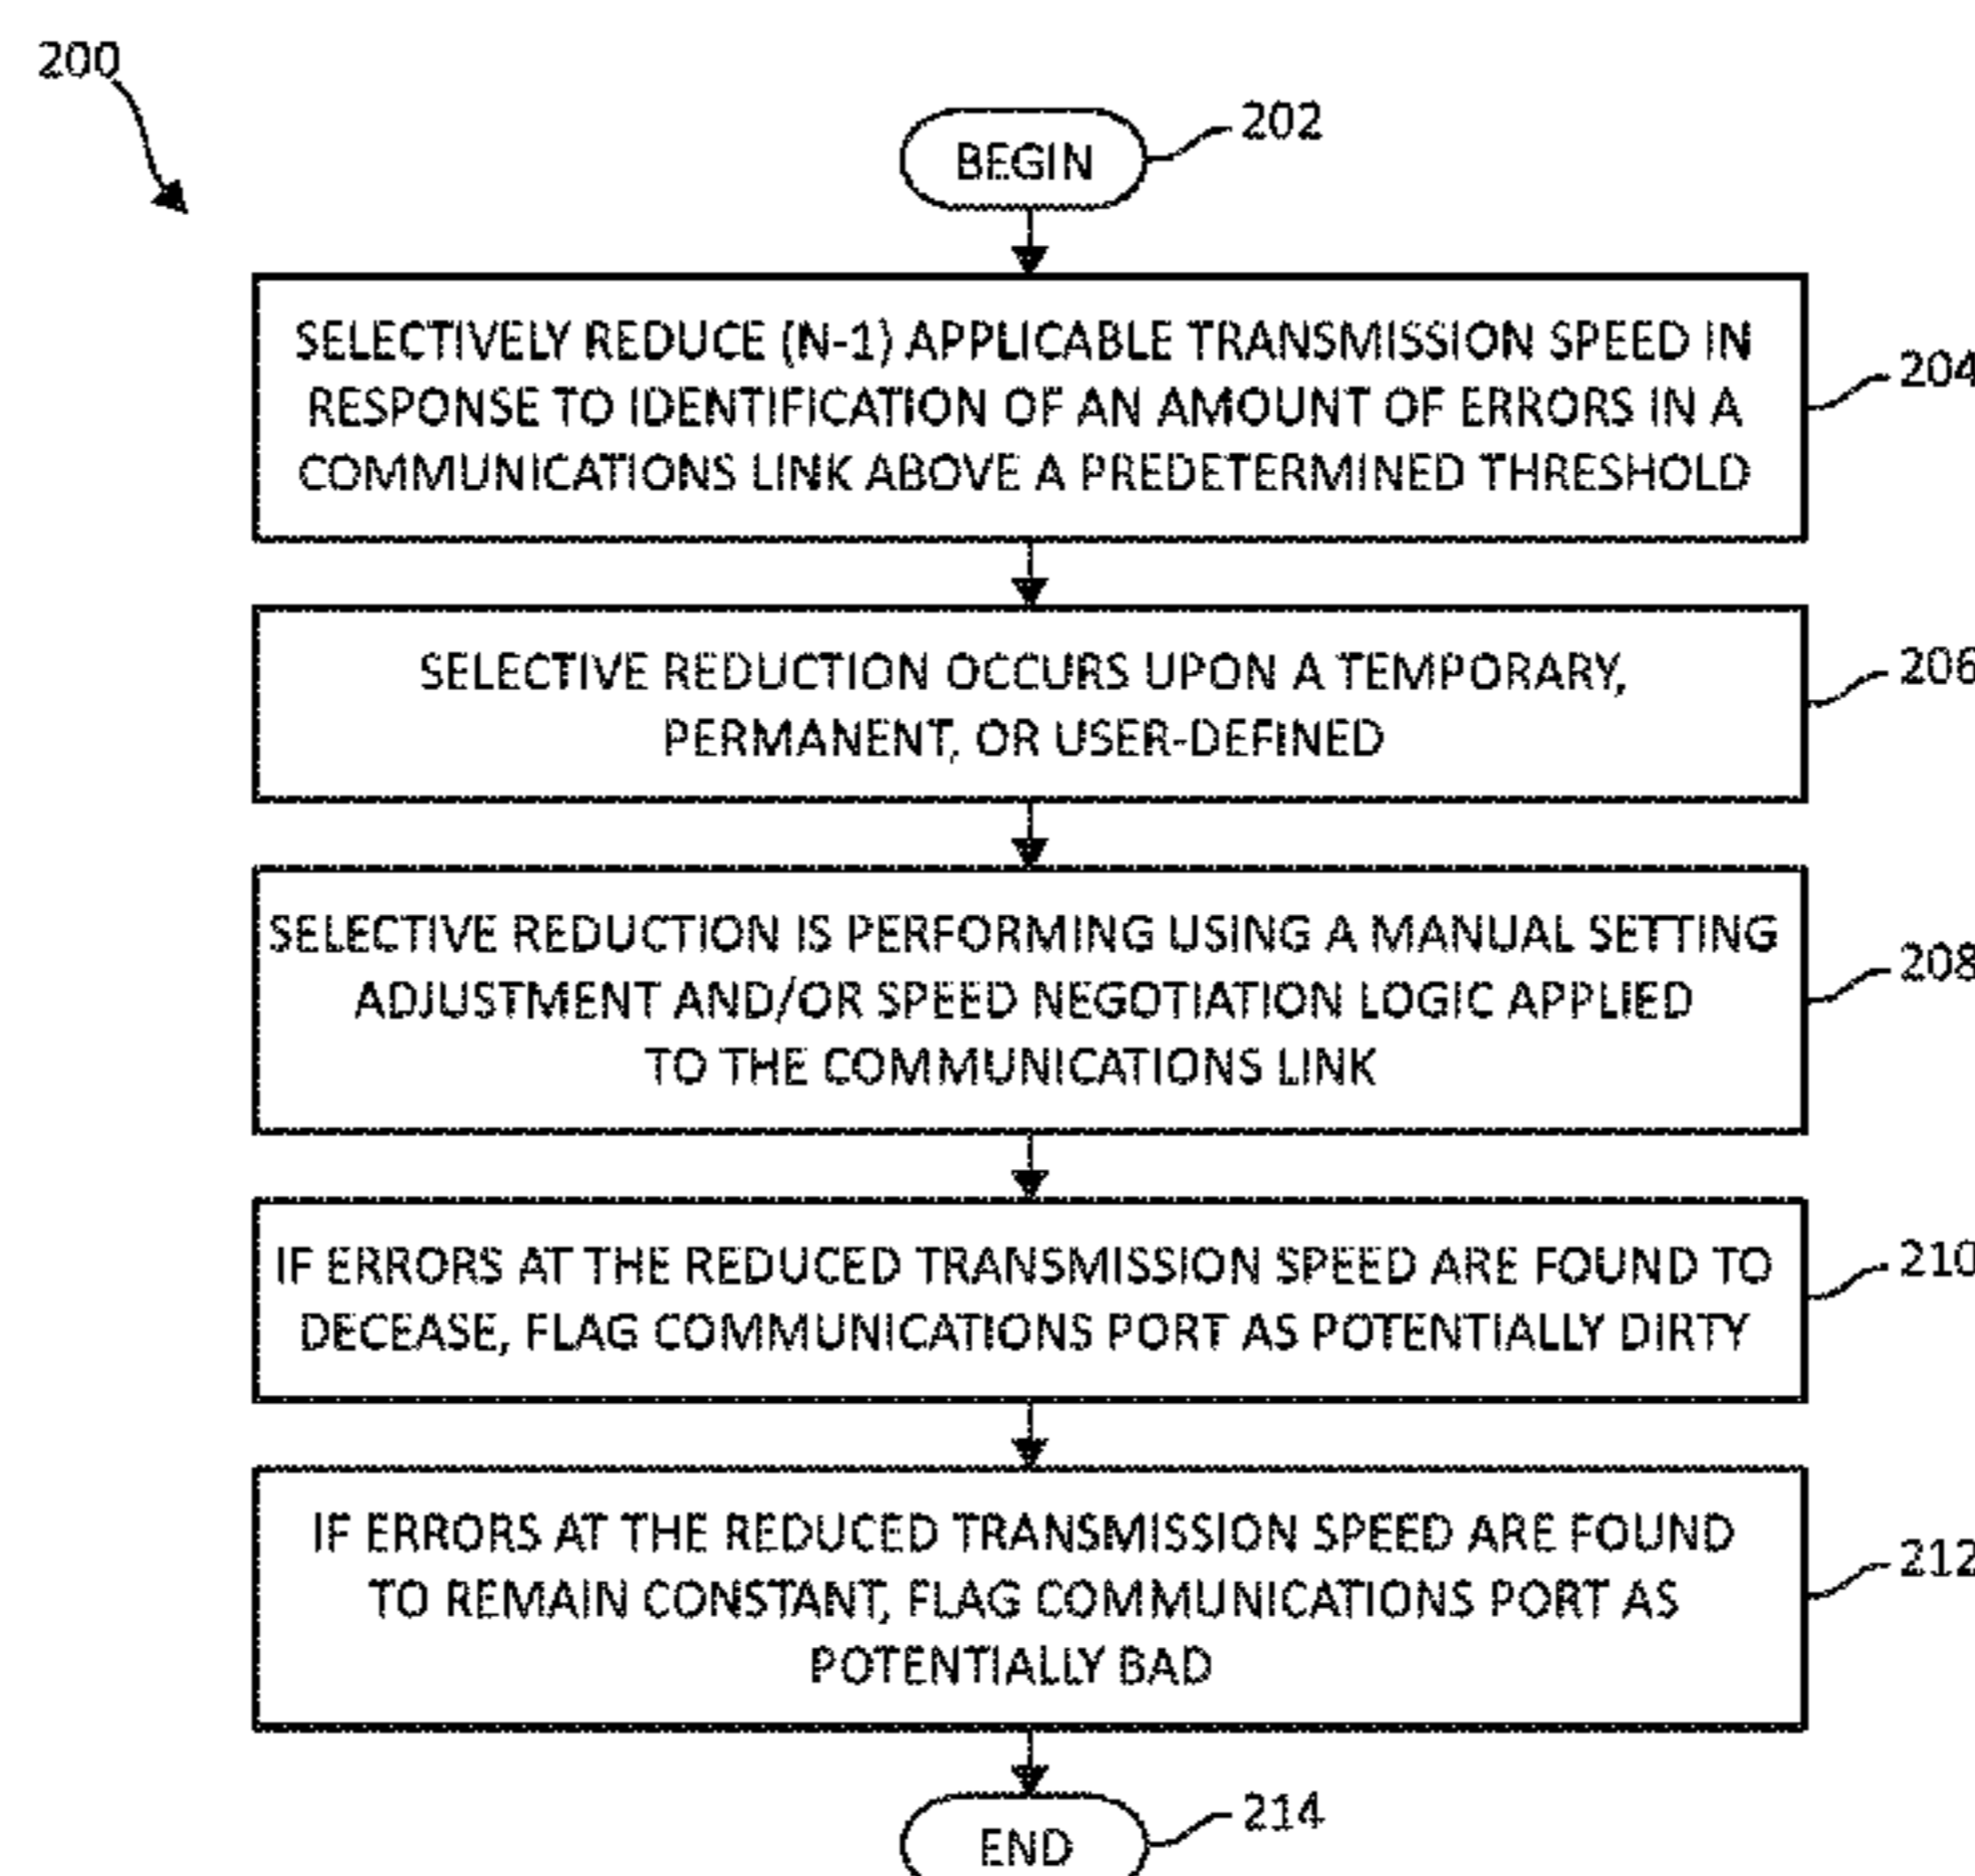 200
BEGIN
202
SELECTIVELY REDUCE (N-1) APPLICABLE TRANSMISSION SPEED IN
RESPONSE TO IDENTIFICATION OF AN AMOUNT OF ERRORS IN A
COMMUNICATIONS LINK ABOVE A PREDETERMINED THRESHOLD
204
SELECTIVE REDUCTION OCCURS UPON A TEMPORARY,
PERMANENT, OR USER-DEFINED
206
SELECTIVE REDUCTION IS PERFORMING USING A MANUAL SETTING
ADJUSTMENT AND/OR SPEED NEGOTIATION LOGIC APPLIED
TO THE COMMUNICATIONS LINK
208
IF ERRORS AT THE REDUCED TRANSMISSION SPEED ARE FOUND TO
DECEASE, FLAG COMMUNICATIONS PORT AS POTENTIALLY DIRTY
210
IF ERRORS AT THE REDUCED TRANSMISSION SPEED ARE FOUND
TO REMAIN CONSTANT, FLAG COMMUNICATIONS PORT AS
POTENTIALLY BAD
212
END
214